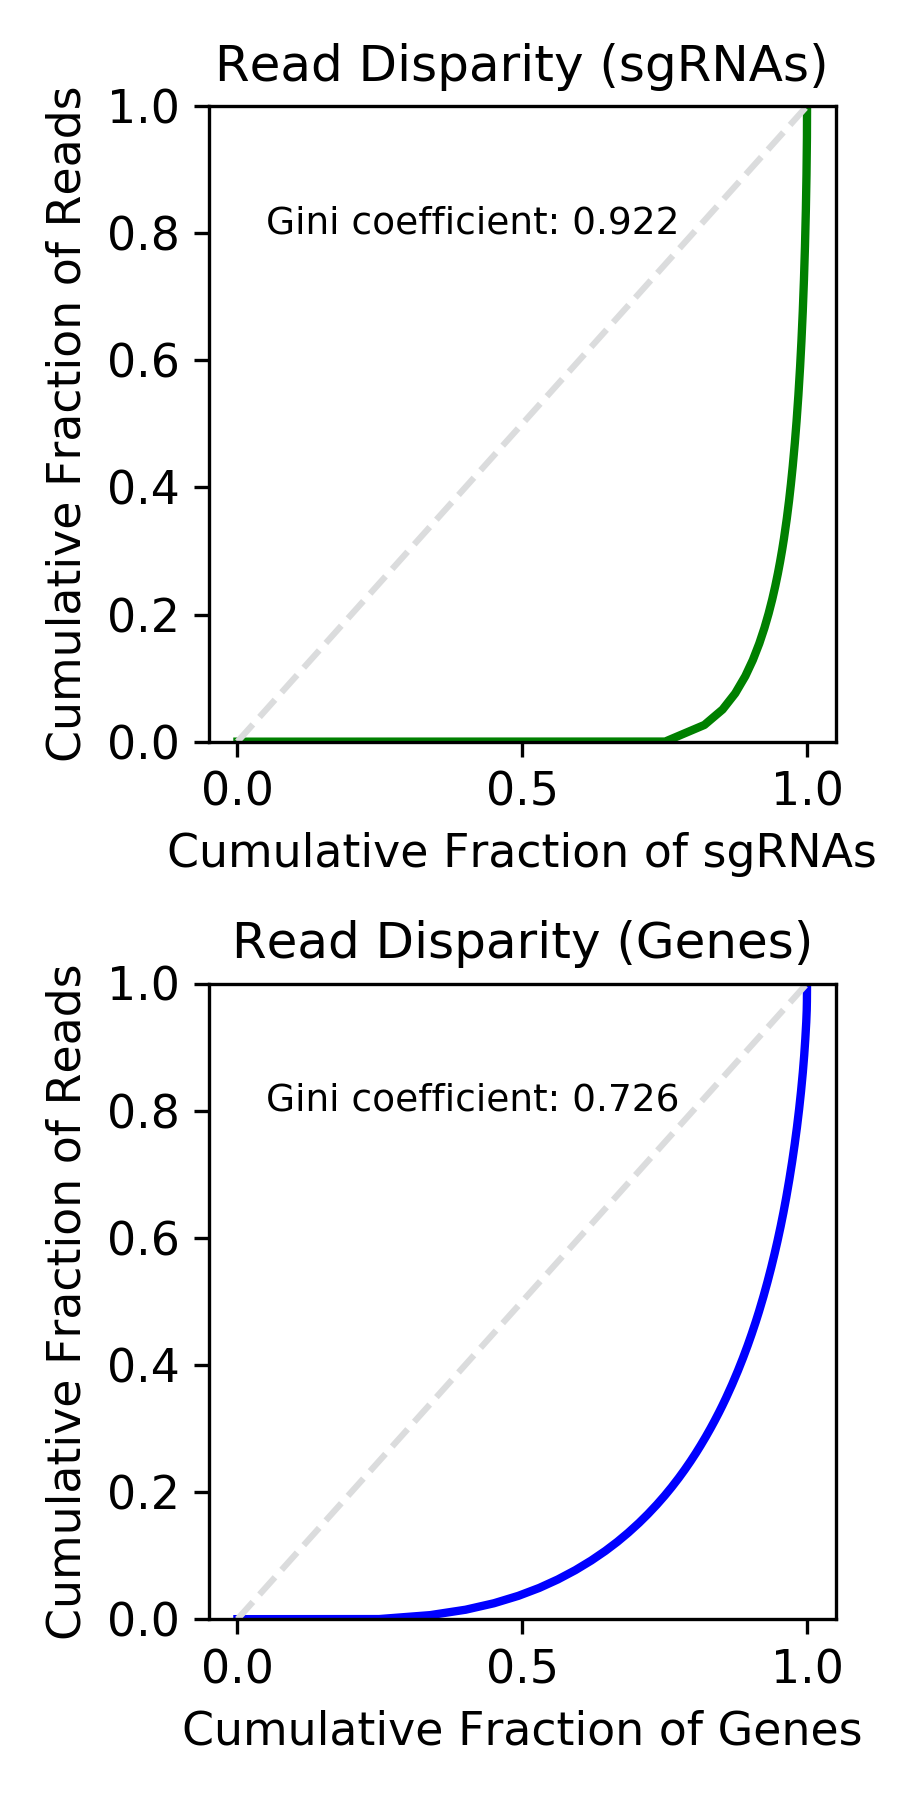 Read Disparity (sgRNAs)
Cumulative Fraction of Reads
1.0
0.8
0.6
0.4
0.2
0.0
Gini coefficient: 0.922
0.0 0.5 1.0
Cumulative Fraction of sgRNAs
Read Disparity (Genes)
Cumulative Fraction of Reads
1.0
0.8
0.6
0.4
0.2
0.0
Gini coefficient: 0.726
0.0 0.5 1.0
Cumulative Fraction of Genes